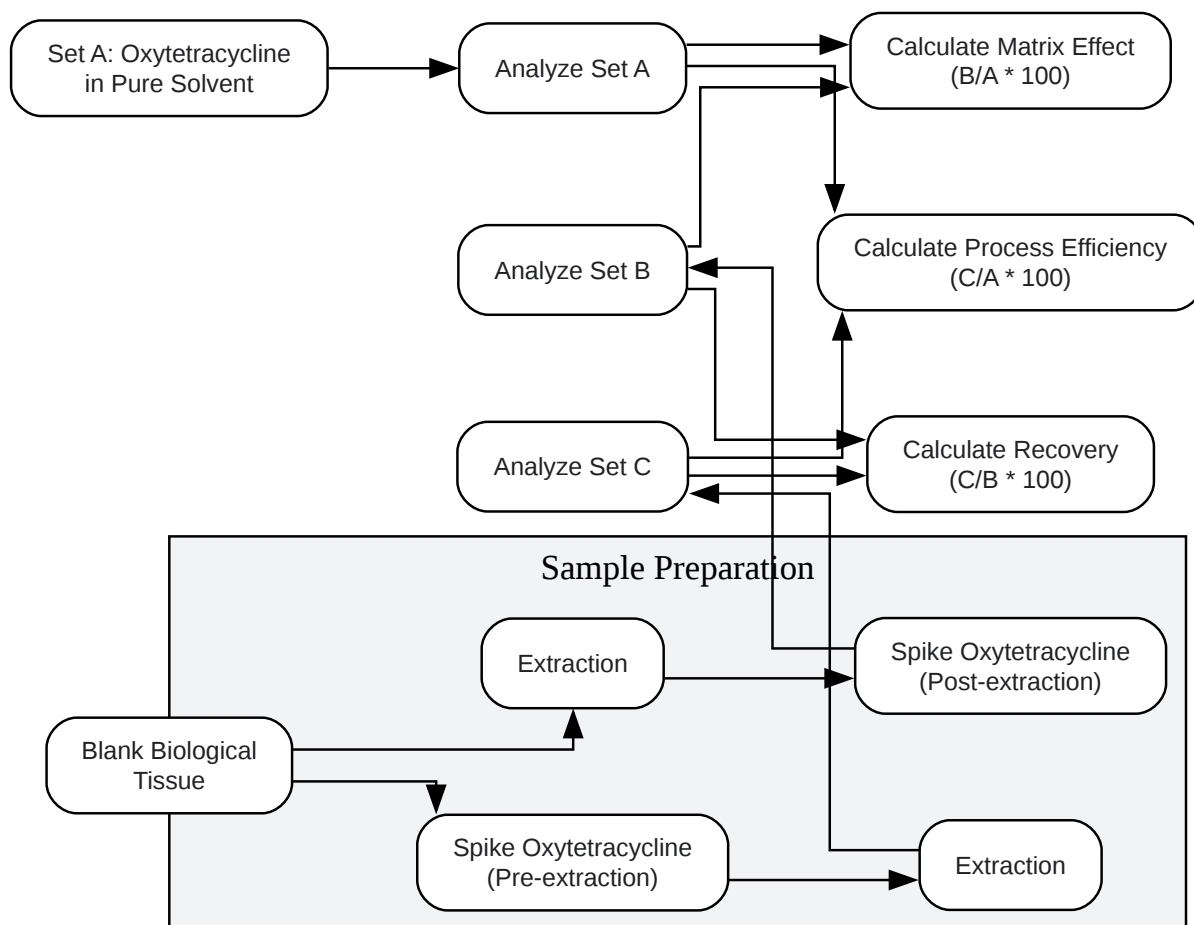 Set A: Oxytetracycline
in Pure Solvent
Analyze Set A
Calculate Matrix Effect
(B/A * 100)
Analyze Set B
Calculate Process Efficiency
(C/A * 100)
Analyze Set C
Calculate Recovery
(C/B * 100)
Sample Preparation
Extraction
Spike Oxytetracycline
(Post-extraction)
Blank Biological
Tissue
Spike Oxytetracycline
(Pre-extraction)
Extraction